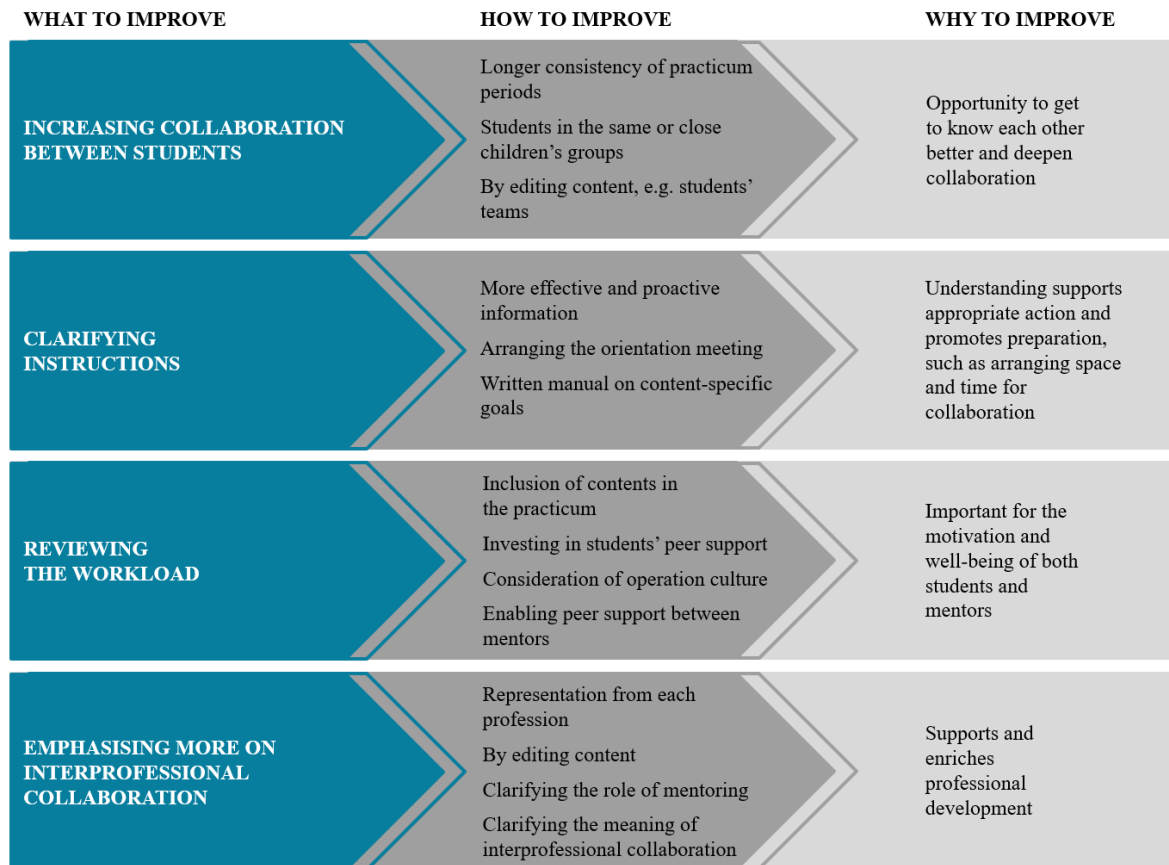 WHAT TO IMPROVE
HOW TO IMPROVE
WHY TO IMPROVE
INCREASING COLLABORATION
BETWEEN STUDENTS
Longer consistency of practicum
periods
Students in the same or close
children’s groups
By editing content, e.g. students’
teams
Opportunity to get
to know each other
better and deepen
collaboration
CLARIFYING
INSTRUCTIONS
More effective and proactive
information
Arranging the orientation meeting
Written manual on content-specific
goals
Understanding supports
appropriate action and
promotes preparation,
such as arranging space
and time for
collaboration
REVIEWING
THE WORKLOAD
Inclusion of contents in
the practicum
Investing in students’ peer support
Consideration of operation culture
Enabling peer support between
mentors
Important for the
motivation and
well-being of both
students and
mentors
EMPHASISING MORE ON
INTERPROFESSIONAL
COLLABORATION
Representation from each
profession
By editing content
Clarifying the role of mentoring
Clarifying the meaning of
interprofessional collaboration
Supports and
enriches
professional
development